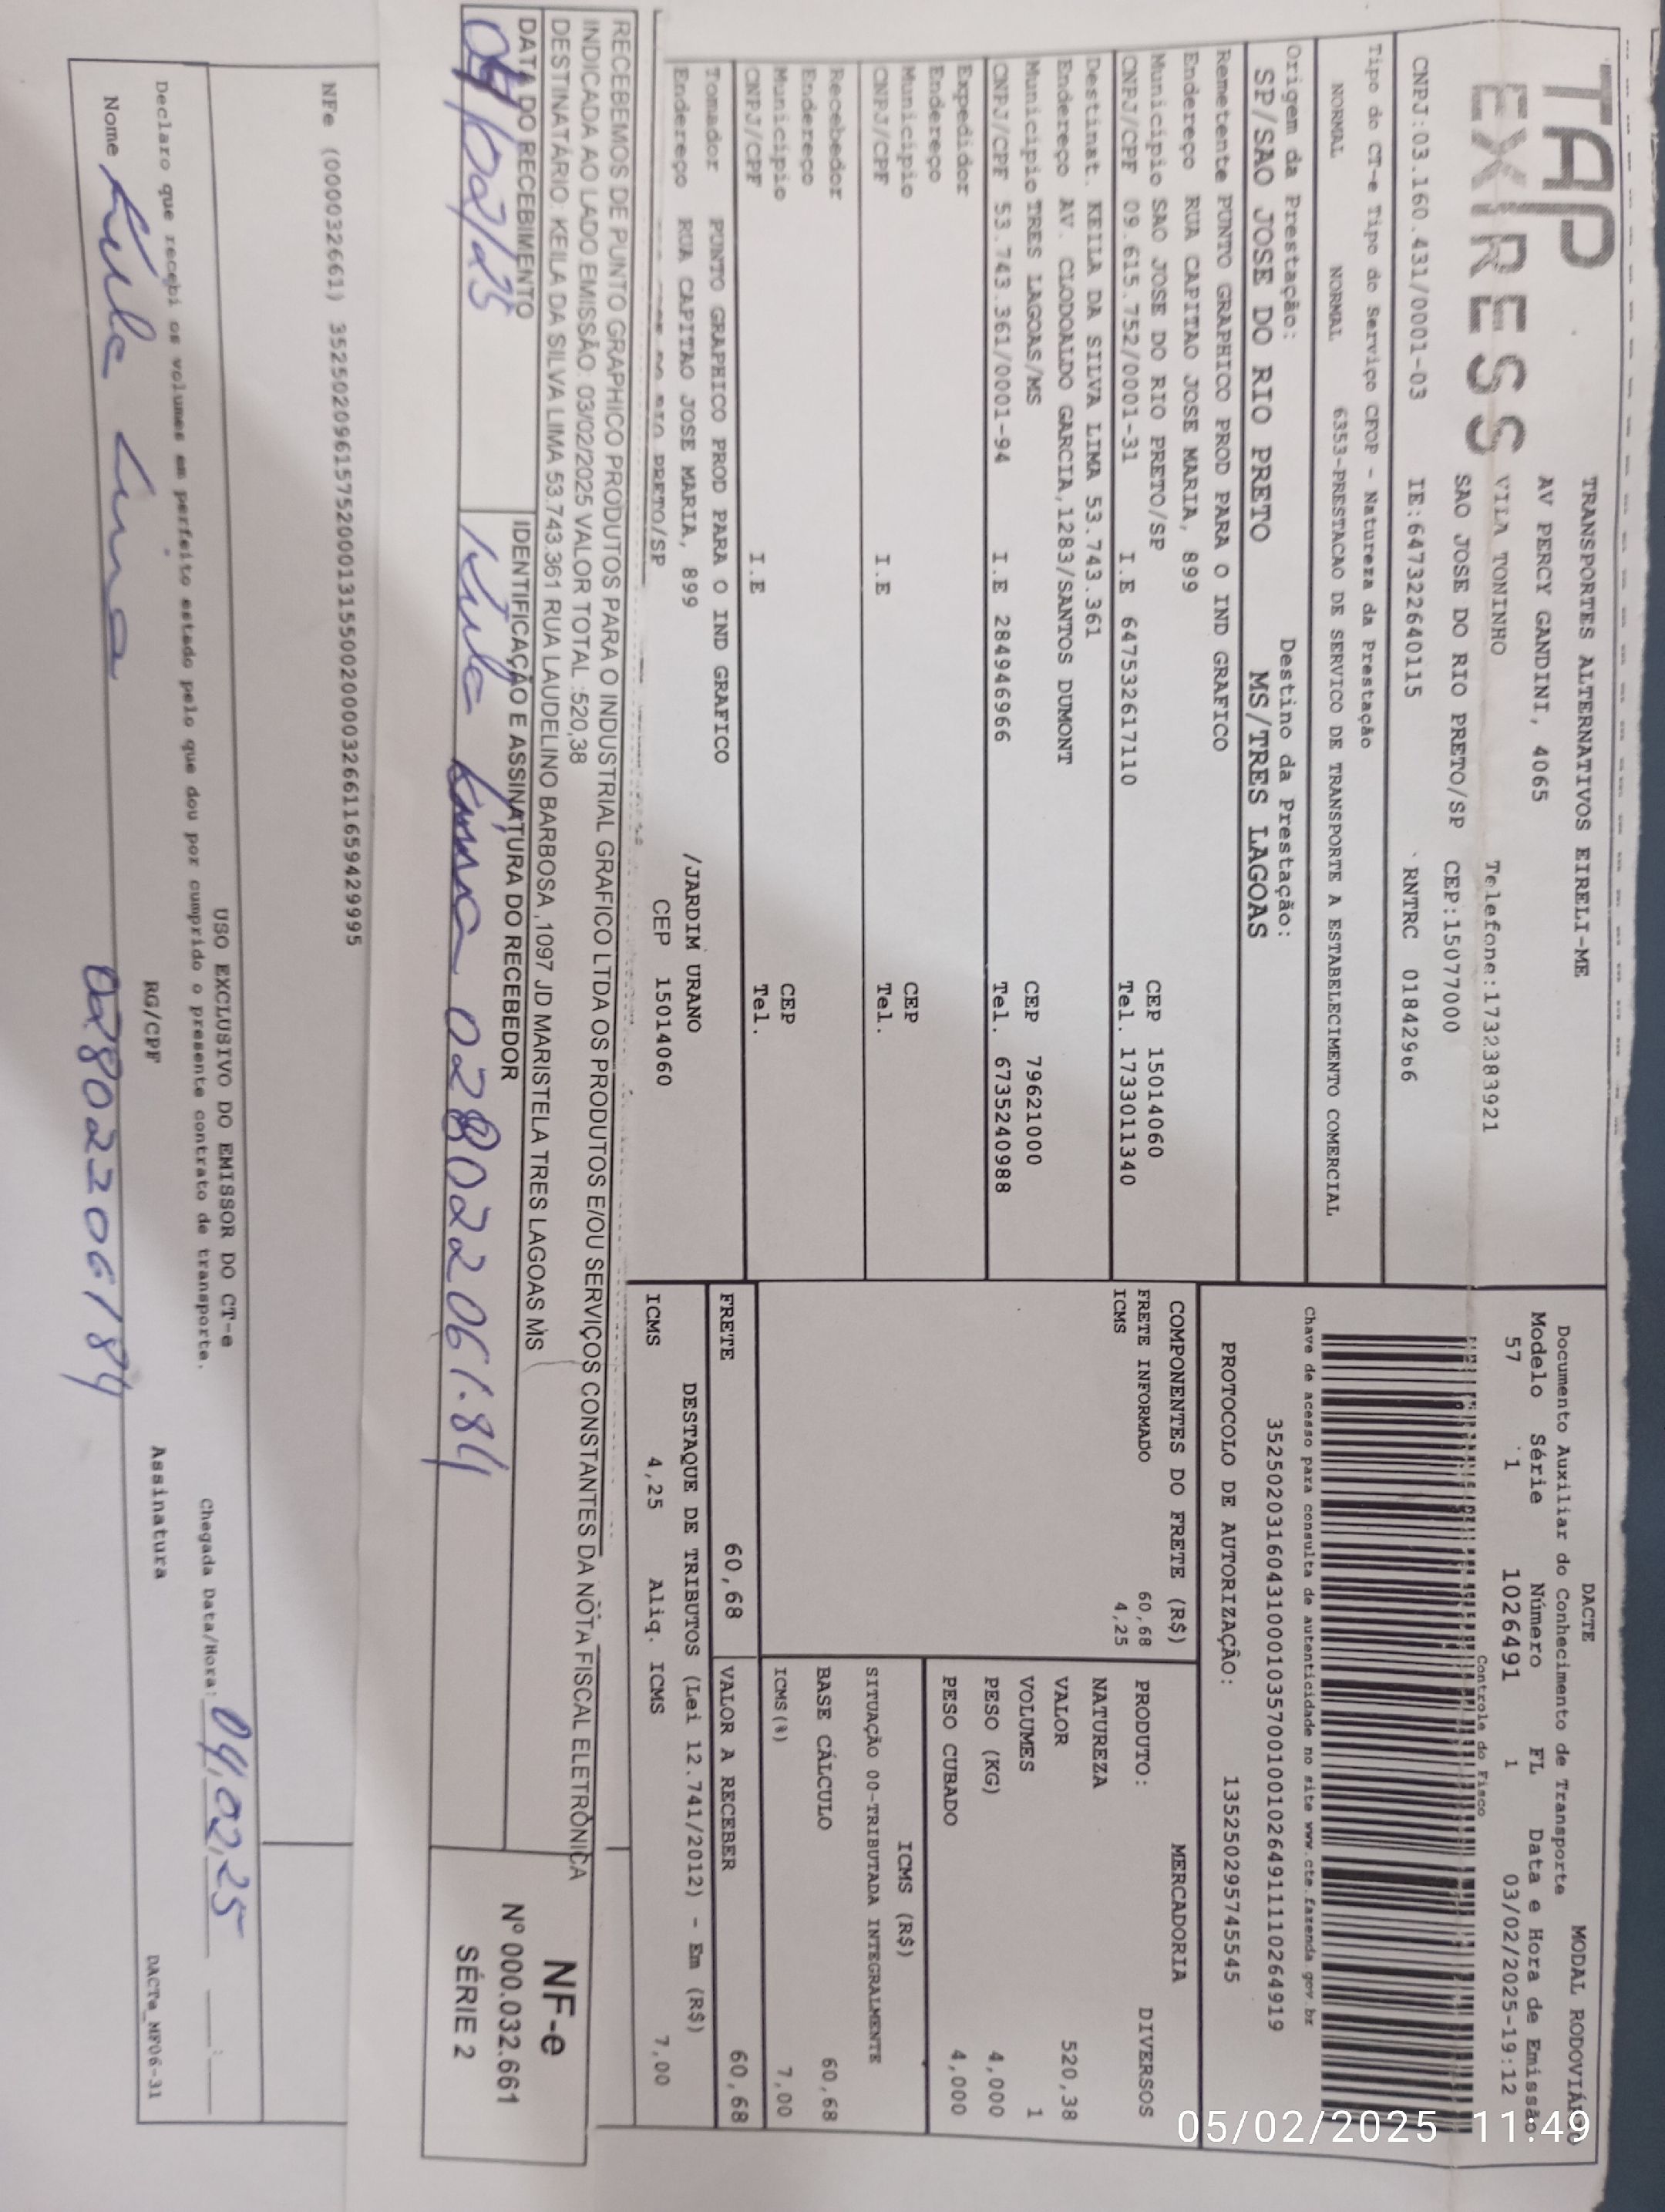 TAP
EXPRESS
TRANSPORTES ALTERNATIVOS EIRELI-ME
AV PERCY GANDINI, 4065
VILA TONINHO Telefone:1732383921
SAO JOSE DO RIO PRETO/SP CEP:15077000
CNPJ:03.160.431/0001-03 IE:647322640115 RNTRC 01842966
Tipo do CT-e Tipo do Serviço CFOP - Natureza da Prestação
NORMAL NORMAL 6353-PRESTACAO DE SERVICO DE TRANSPORTE A ESTABELECIMENTO COMERCIAL
Origem da Prestação: Destino da Prestação:
SP/SAO JOSE DO RIO PRETO MS/TRES LAGOAS
Remetente PUNTO GRAPHICO PROD PARA O IND GRAFICO
Endereço RUA CAPITAO JOSE MARIA, 899
Municipio SAO JOSE DO RIO PRETO/SP CEP 15014060
CNPJ/CPF 09.615.752/0001-31 I.E 647532617110 Tel. 1733011340
Destinat. KEILA DA SILVA LIMA 53.743.361
Endereço AV. CLODOALDO GARCIA,1283/SANTOS DUMONT
Municipio TRES LAGOAS/MS CEP 79621000
CNPJ/CPF 53.743.361/0001-94 I.E 284946966 Tel. 6735240988
Expedidor
Endereço
Municipio CEP
CNPJ/CPF I.E Tel.
Recebedor
Endereço
Municipio CEP
CNPJ/CPF I.E Tel.
Tomador PUNTO GRAPHICO PROD PARA O IND GRAFICO
Endereço RUA CAPITAO JOSE MARIA, 899 /JARDIM URANO
RIO PRETO/SP CEP 15014060
DACTE MODAL RODOVIÁRIO
Documento Auxiliar do Conhecimento de Transporte
Modelo Série Número FL Data e Hora de Emissão
57 1 1026491 1 03/02/2025-19:12
Controle do Fisco
Chave de acesso para consulta de autenticidade no site www.cte.fazenda.gov.br
35250203160431000103570010010264911110264919
PROTOCOLO DE AUTORIZAÇÃO: 135250295745545
COMPONENTES DO FRETE (R$)
FRETE INFORMADO 60,68
ICMS 4,25
MERCADORIA
PRODUTO: DIVERSOS
NATUREZA
VALOR 520,38
VOLUMES 1
PESO (KG) 4,000
PESO CUBADO 4,000
ICMS (R$)
SITUAÇÃO 00-TRIBUTADA INTEGRALMENTE
BASE CÁLCULO 60,68
ICMS(%) 7,00
FRETE 60,68 VALOR A RECEBER 60,68
DESTAQUE DE TRIBUTOS (Lei 12.741/2012) - Em (R$)
ICMS 4,25 Aliq. ICMS 7,00
RECEBEMOS DE PUNTO GRAPHICO PRODUTOS PARA O INDUSTRIAL GRAFICO LTDA OS PRODUTOS E/OU SERVIÇOS CONSTANTES DA NOTA FISCAL ELETRÔNICA
INDICADA AO LADO EMISSÃO 03/02/2025 VALOR TOTAL :520,38
DESTINATÁRIO: KEILA DA SILVA LIMA 53.743.361 RUA LAUDELINO BARBOSA ,1097 JD MARISTELA TRES LAGOAS MS
DATA DO RECEBIMENTO IDENTIFICAÇÃO E ASSINATURA DO RECEBEDOR
04/02/25 Keila Lima 028022061.84
NF-e
Nº 000.032.661
SÉRIE 2
NFe (000032661) 35250209615752000131550020000326611659429995
USO EXCLUSIVO DO EMISSOR DO CT-e
Declaro que recebi os volumes em perfeito estado pelo que dou por cumprido o presente contrato de transporte. Chegada Data/Hora: 04,02,25
Nome Keila Lima RG/CPF 02802206184 Assinatura
DACTe_MF06-31
05/02/2025 11:49